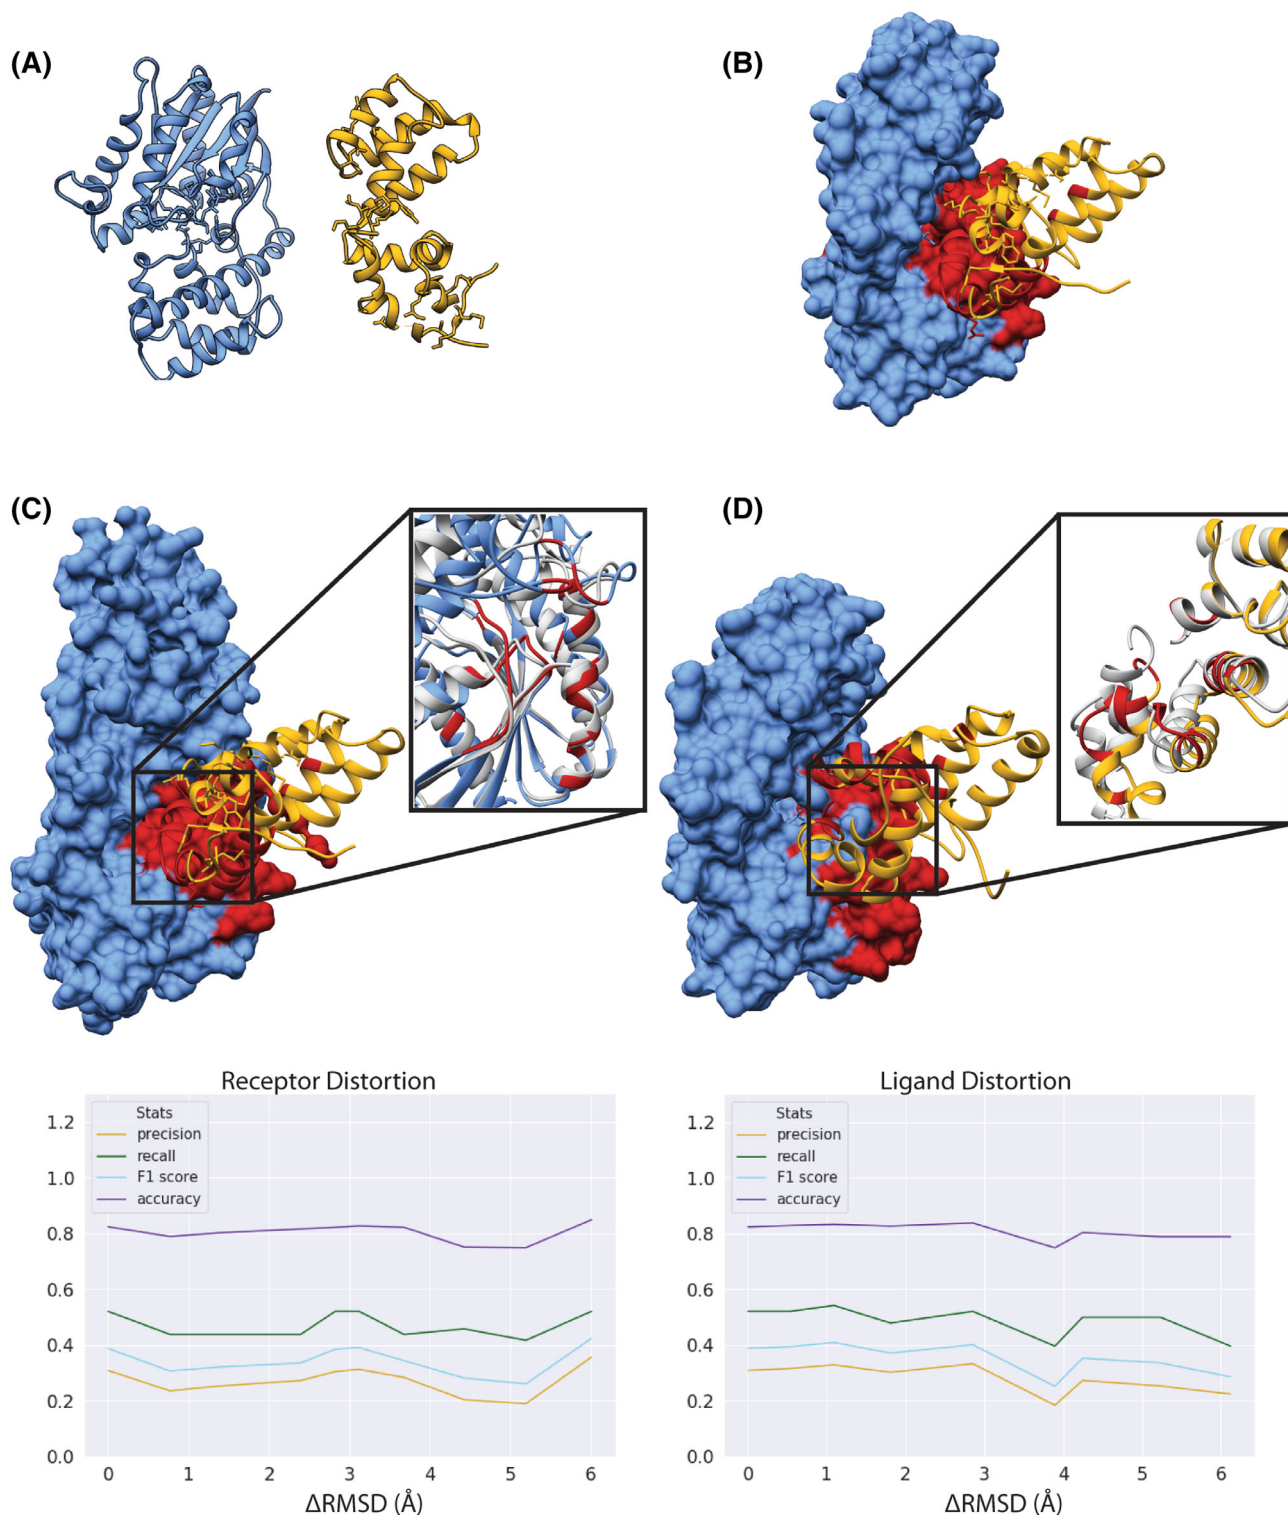 (A)
(B)
(C)
(D)
Receptor Distortion
1.2
1.0
0.8
0.6
0.4
0.2
0.0
Stats
precision
recall
F1 score
accuracy
0 1 2 3 4 5 6
ΔRMSD (Å)
Ligand Distortion
1.2
1.0
0.8
0.6
0.4
0.2
0.0
Stats
precision
recall
F1 score
accuracy
0 1 2 3 4 5 6
ΔRMSD (Å)